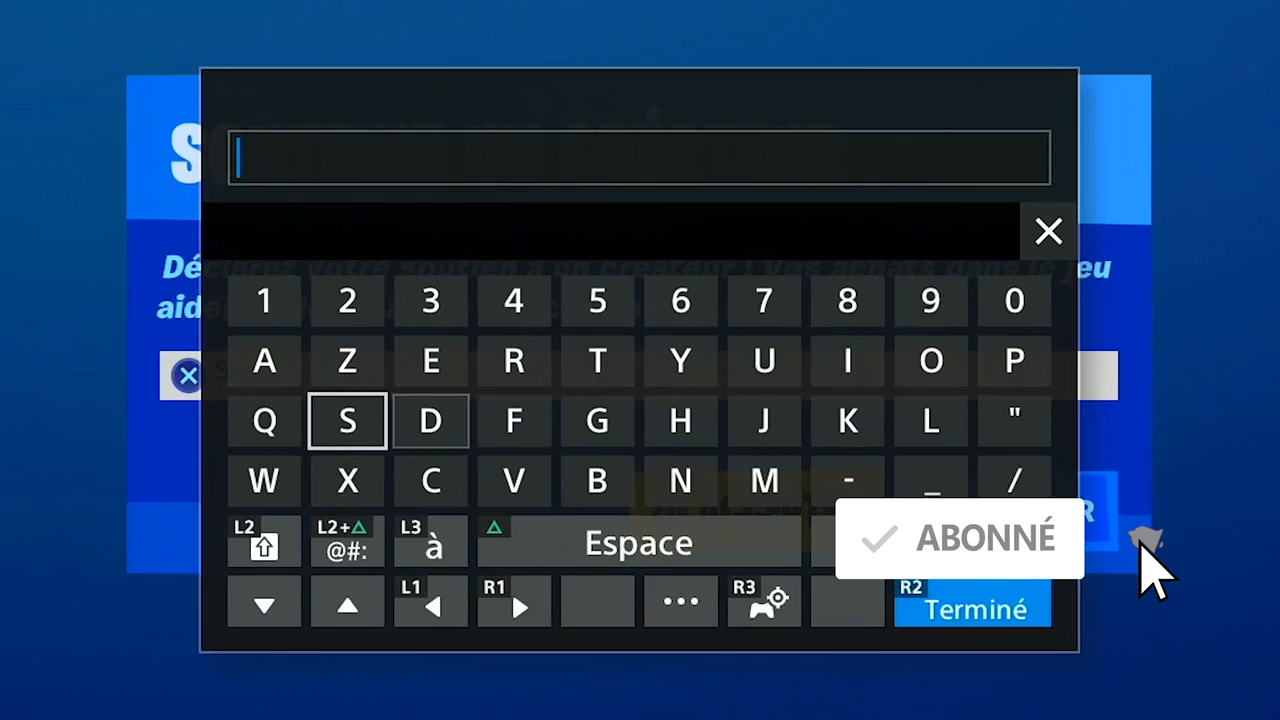 S
Déclarez votre soutien à un créateur ! Vos achats dans le jeu
aide
1 2 3 4 5 6 7 8 9 0
A Z E R T Y U I O P
S
Q S D F G H J K L "
W X C V B N M - _ /
R
L2 L2+△ @#: L3 à △ Espace
✓ ABONNÉ
▼ ▲ L1 ◀ R1 ▶ ... R3 R2 Terminé